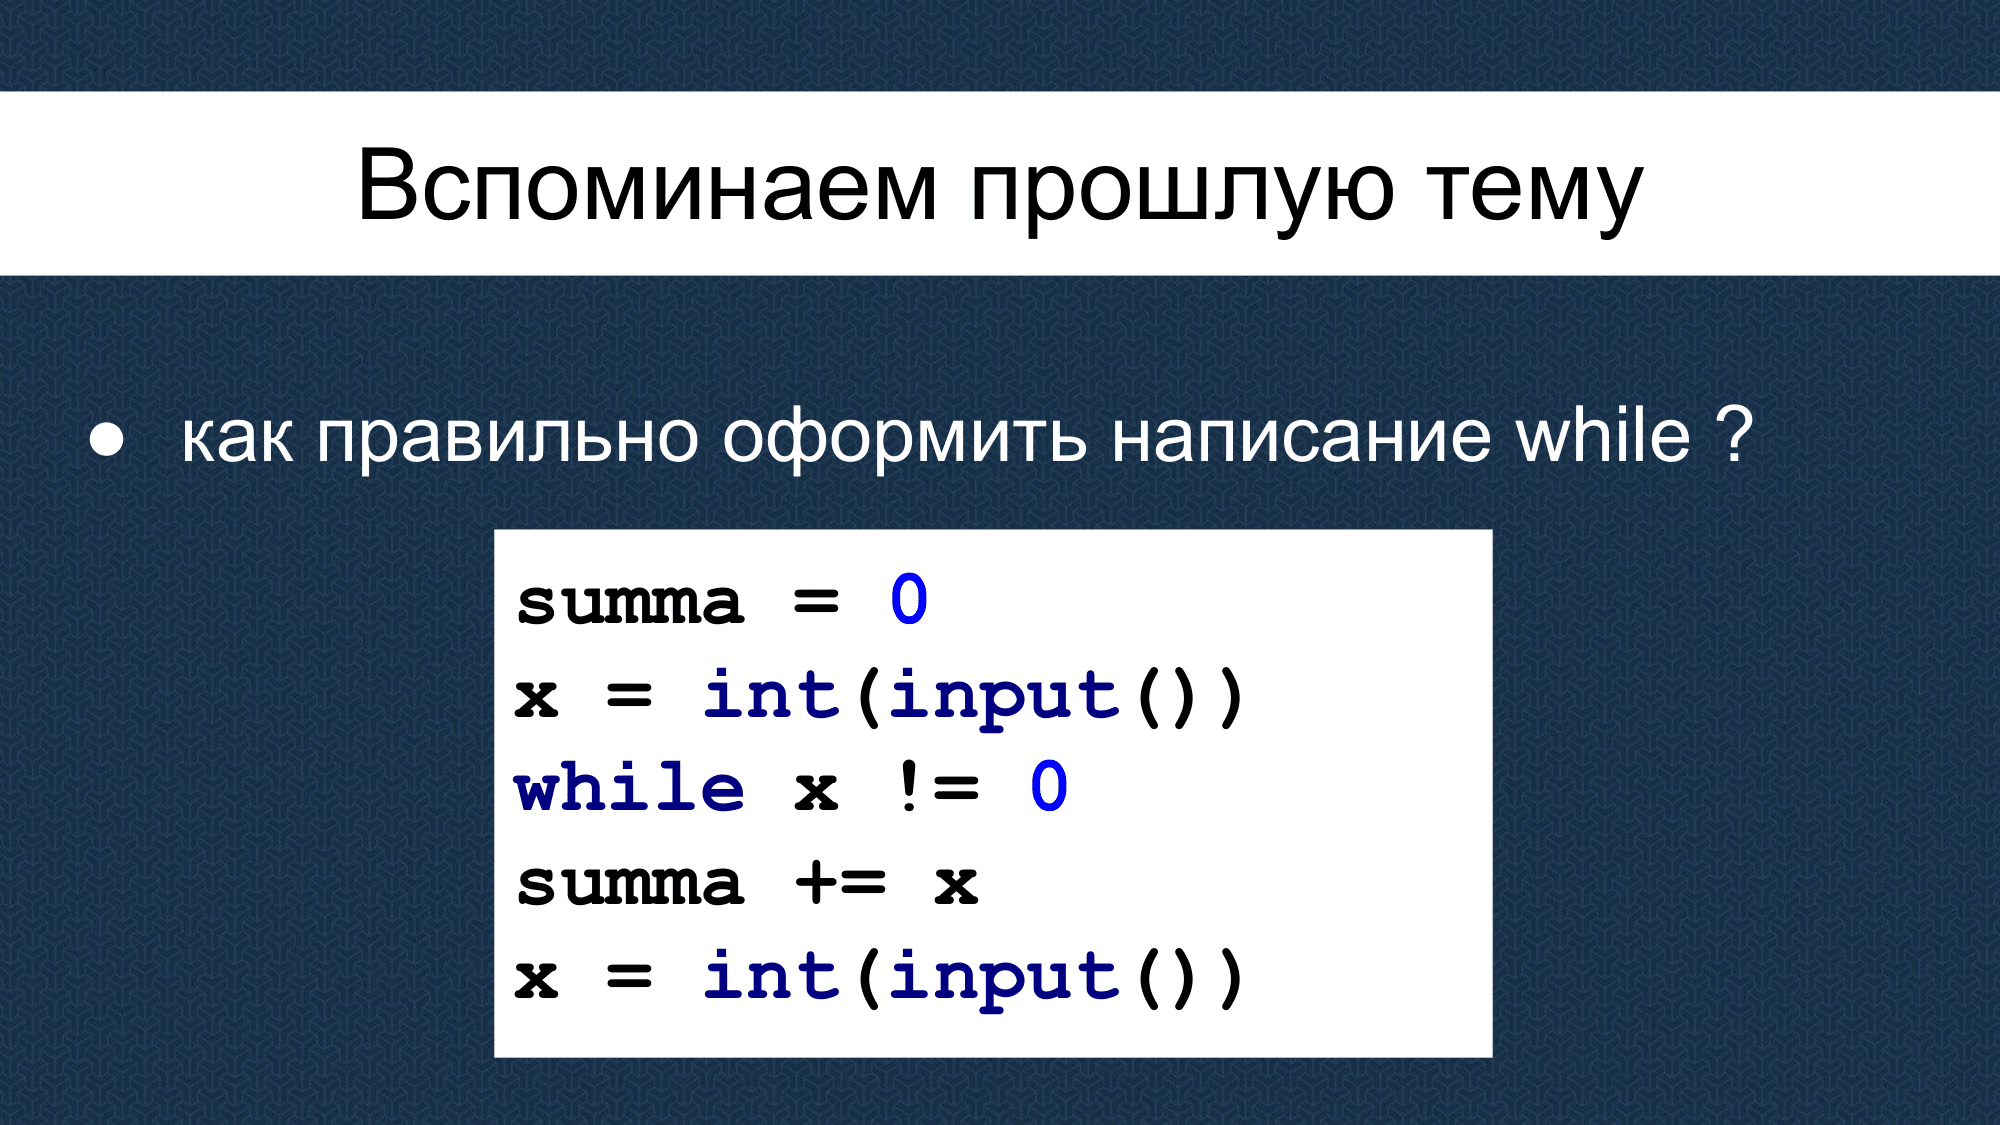 Вспоминаем прошлую тему
● как правильно оформить написание while ?
summa = 0
x = int(input())
while x != 0
summa += x
x = int(input())